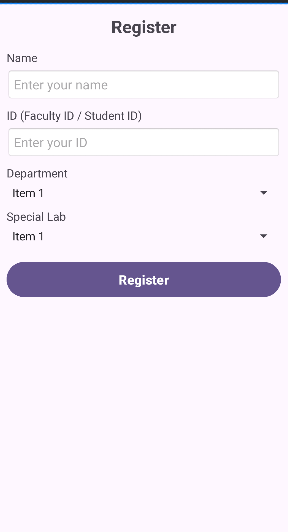 Register
Name
Enter your name
ID (Faculty ID / Student ID)
Enter your ID
Department
Item 1
Special Lab
Item 1
Register